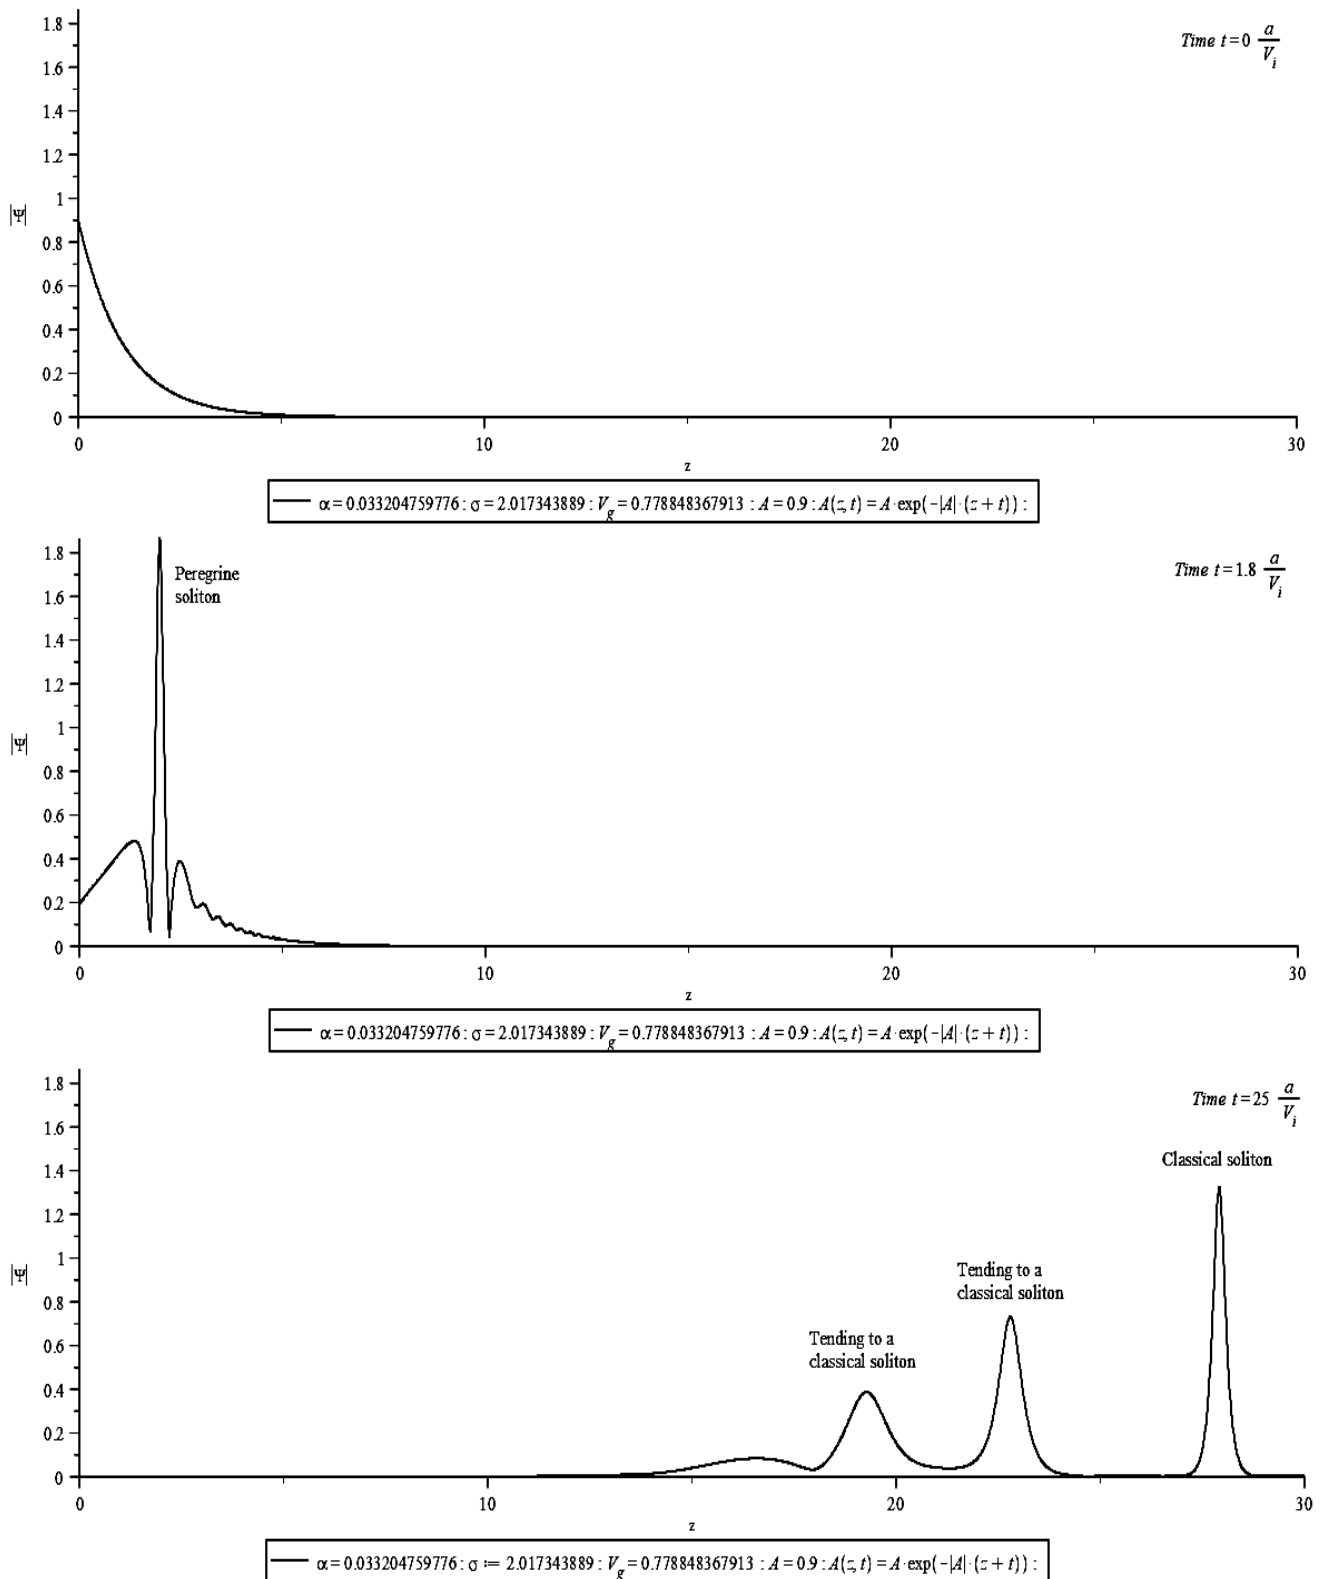 1.8
Time t=0 a/V_i
1.6
1.4
1.2
1
|Ψ|
0.8
0.6
0.4
0.2
0
0 10 20 30
z
α = 0.033204759776 : σ = 2.017343889 : V_g = 0.778848367913 : A = 0.9 : A(z, t) = A·exp(-|A|·(z + t)) :
1.8
Time t=1.8 a/V_i
Peregrine
soliton
1.6
1.4
1.2
1
|Ψ|
0.8
0.6
0.4
0.2
0
0 10 20 30
z
α = 0.033204759776 : σ = 2.017343889 : V_g = 0.778848367913 : A = 0.9 : A(z, t) = A·exp(-|A|·(z + t)) :
1.8
Time t=25 a/V_i
1.6
Classical soliton
1.4
1.2
1
|Ψ|
Tending to a
classical soliton
0.8
Tending to a
classical soliton
0.6
0.4
0.2
0
0 10 20 30
z
α = 0.033204759776 : σ := 2.017343889 : V_g = 0.778848367913 : A = 0.9 : A(z, t) = A·exp(-|A|·(z + t)) :